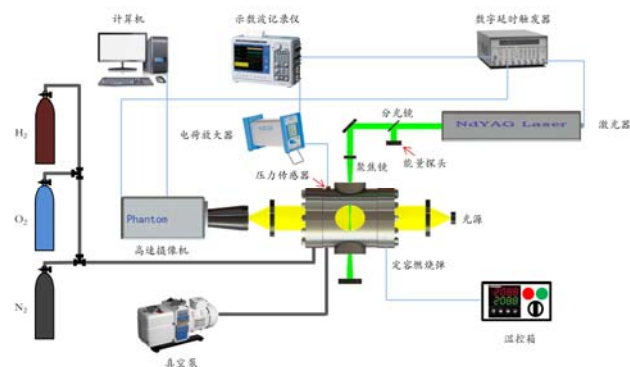 计算机
示数波记录仪
数字延时触发器
H₂
电荷放大器
分光镜
NdYAG Laser
激光器
能量探头
聚焦镜
压力传感器
O₂
Phantom
光源
高速摄像机
定容燃烧弹
N₂
真空泵
温控箱